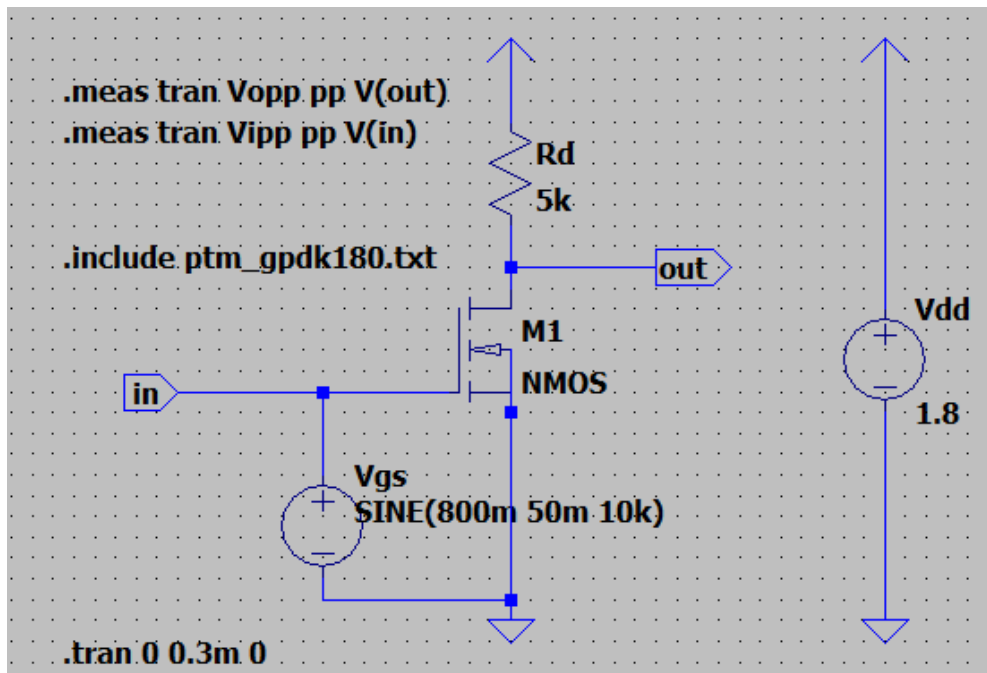 .meas tran Vopp pp V(out)
.meas tran Vipp pp V(in)
Rd
5k
.include ptm_gpdk180.txt
out
Vdd
M1
NMOS
in
1.8
Vgs
SINE(800m 50m 10k)
.tran 0 0.3m 0